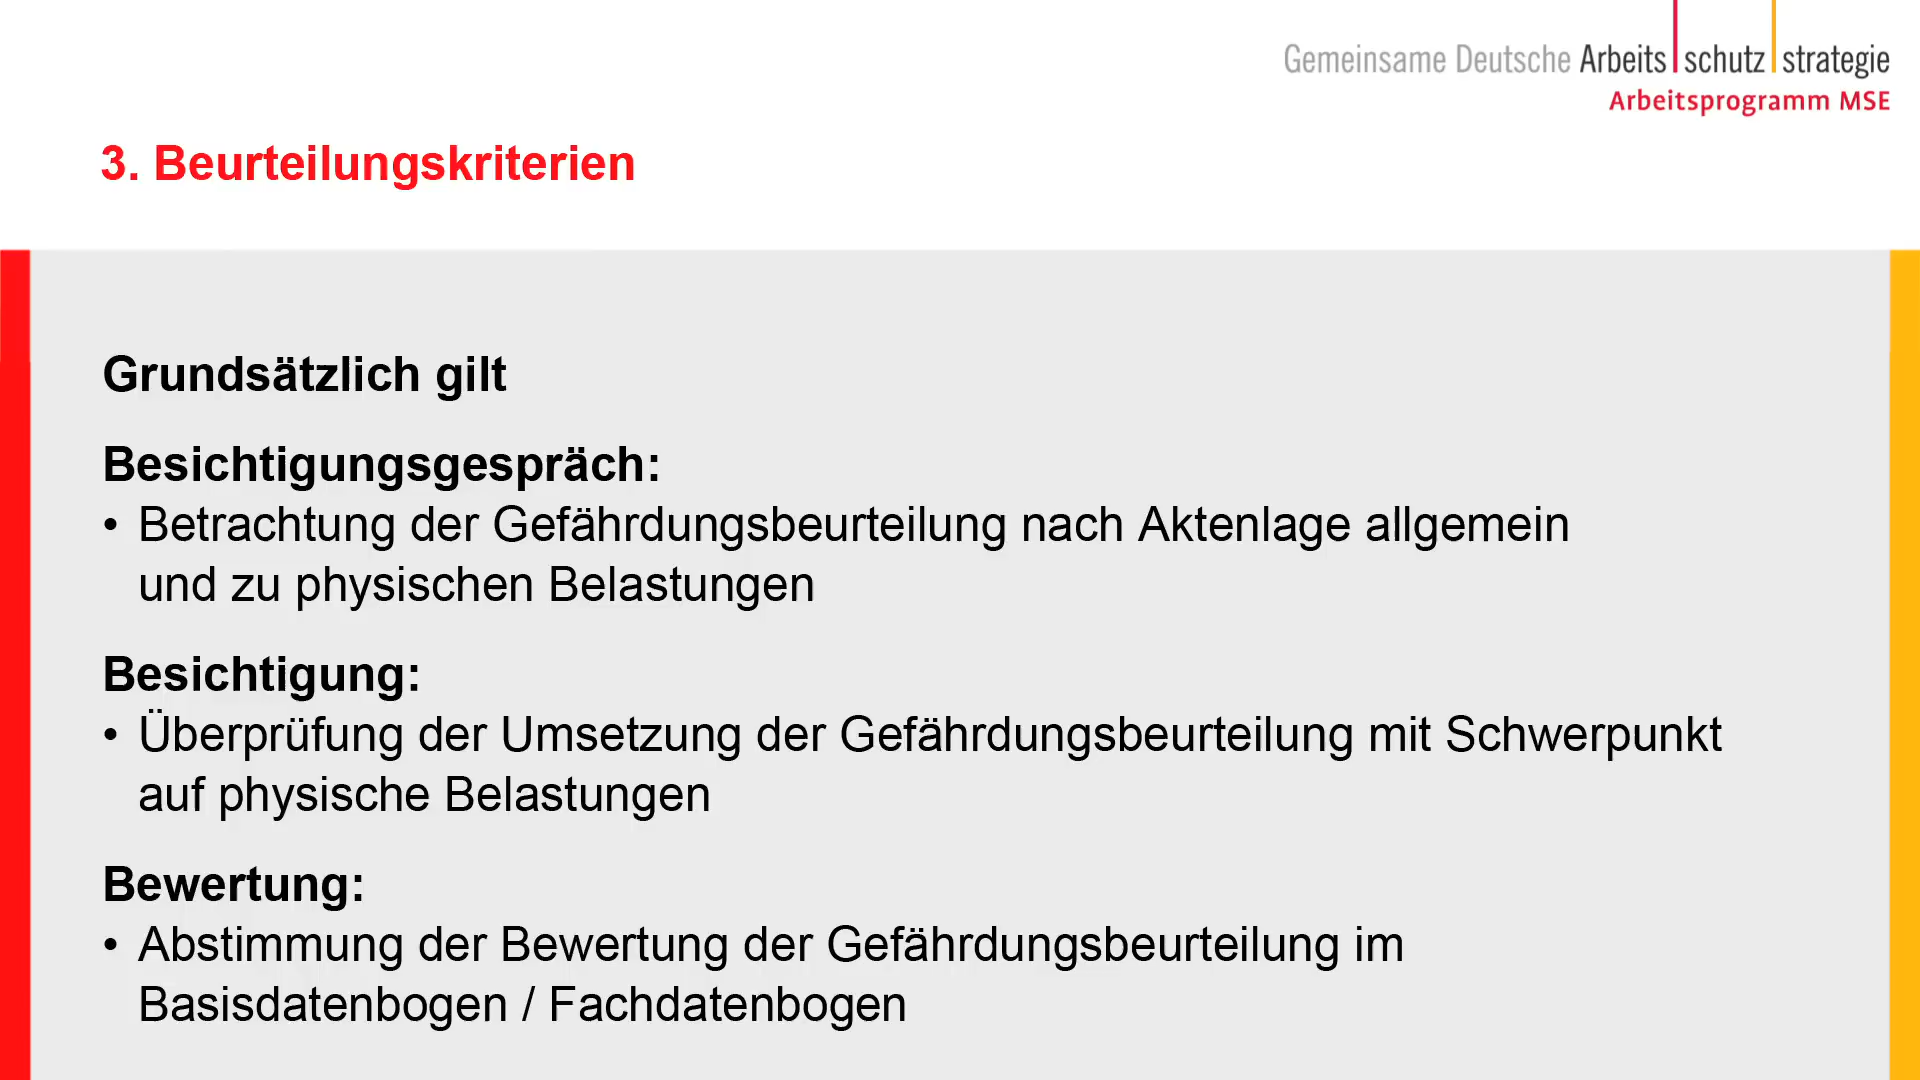 Gemeinsame Deutsche Arbeits schutz strategie
Arbeitsprogramm MSE
3. Beurteilungskriterien
Grundsätzlich gilt
Besichtigungsgespräch:
• Betrachtung der Gefährdungsbeurteilung nach Aktenlage allgemein
und zu physischen Belastungen
Besichtigung:
• Überprüfung der Umsetzung der Gefährdungsbeurteilung mit Schwerpunkt
auf physische Belastungen
Bewertung:
• Abstimmung der Bewertung der Gefährdungsbeurteilung im
Basisdatenbogen / Fachdatenbogen